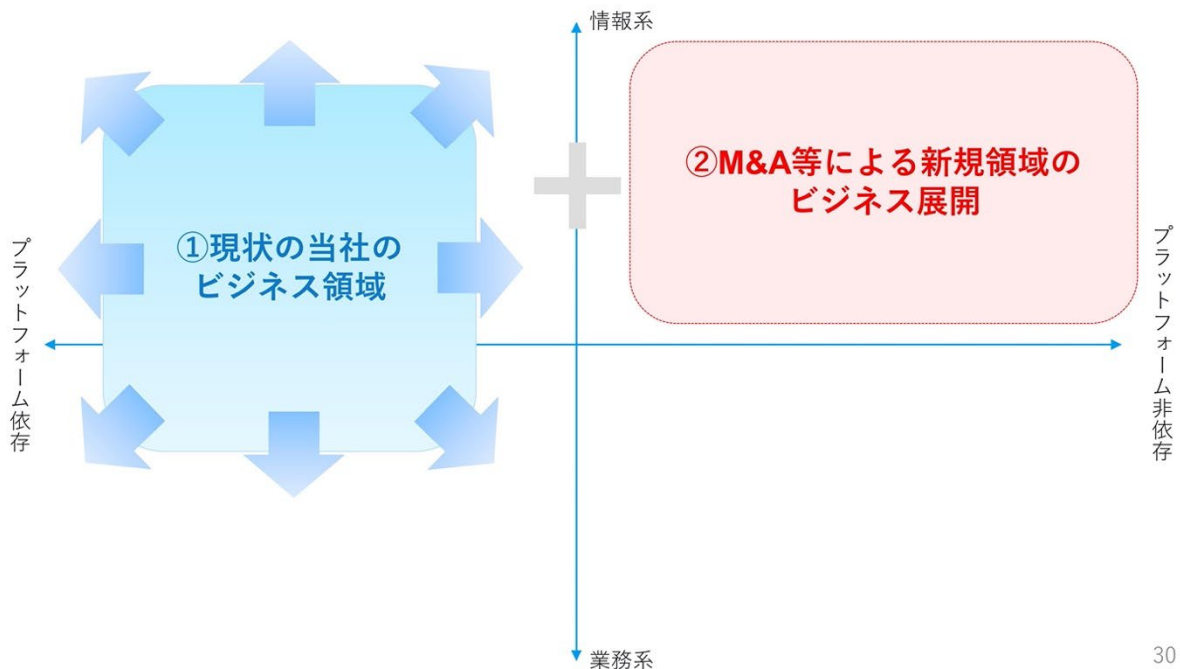 情報系
②M&A等による新規領域の
ビジネス展開
①現状の当社の
ビジネス領域
プラットフォーム依存
プラットフォーム非依存
業務系
30